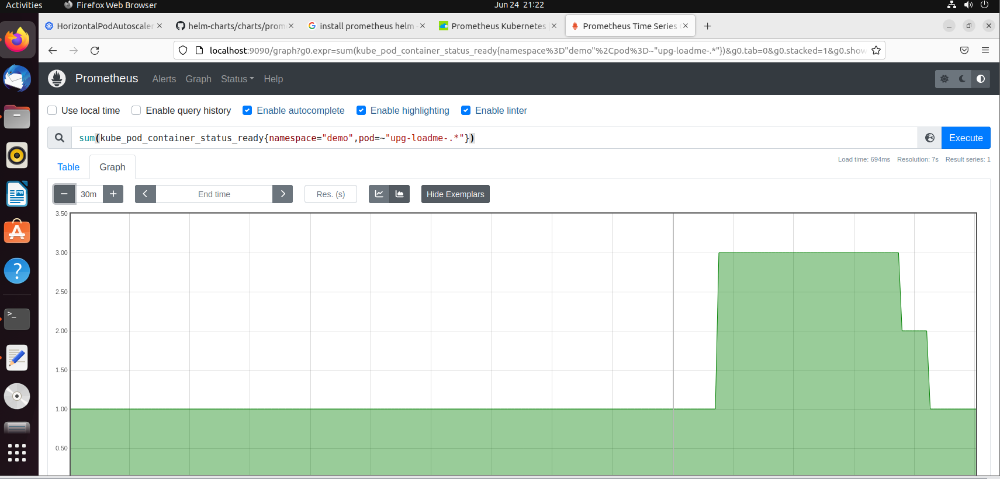 Activities Firefox Web Browser Jun 24 21:22
HorizontalPodAutoscaler helm-charts/charts/prom install prometheus helm - Prometheus Kubernetes Prometheus Time Series
localhost:9090/graph?g0.expr=sum(kube_pod_container_status_ready{namespace%3D"demo"%2Cpod%3D~"upg-loadme-.*"})&g0.tab=0&g0.stacked=1&g0.show
Prometheus Alerts Graph Status Help
Use local time Enable query history Enable autocomplete Enable highlighting Enable linter
sum(kube_pod_container_status_ready{namespace="demo",pod=~"upg-loadme-.*"}) Execute
Load time: 694ms Resolution: 7s Result series: 1
Table Graph
30m End time Res. (s) Hide Exemplars
3.50
3.00
2.50
2.00
1.50
1.00
0.50